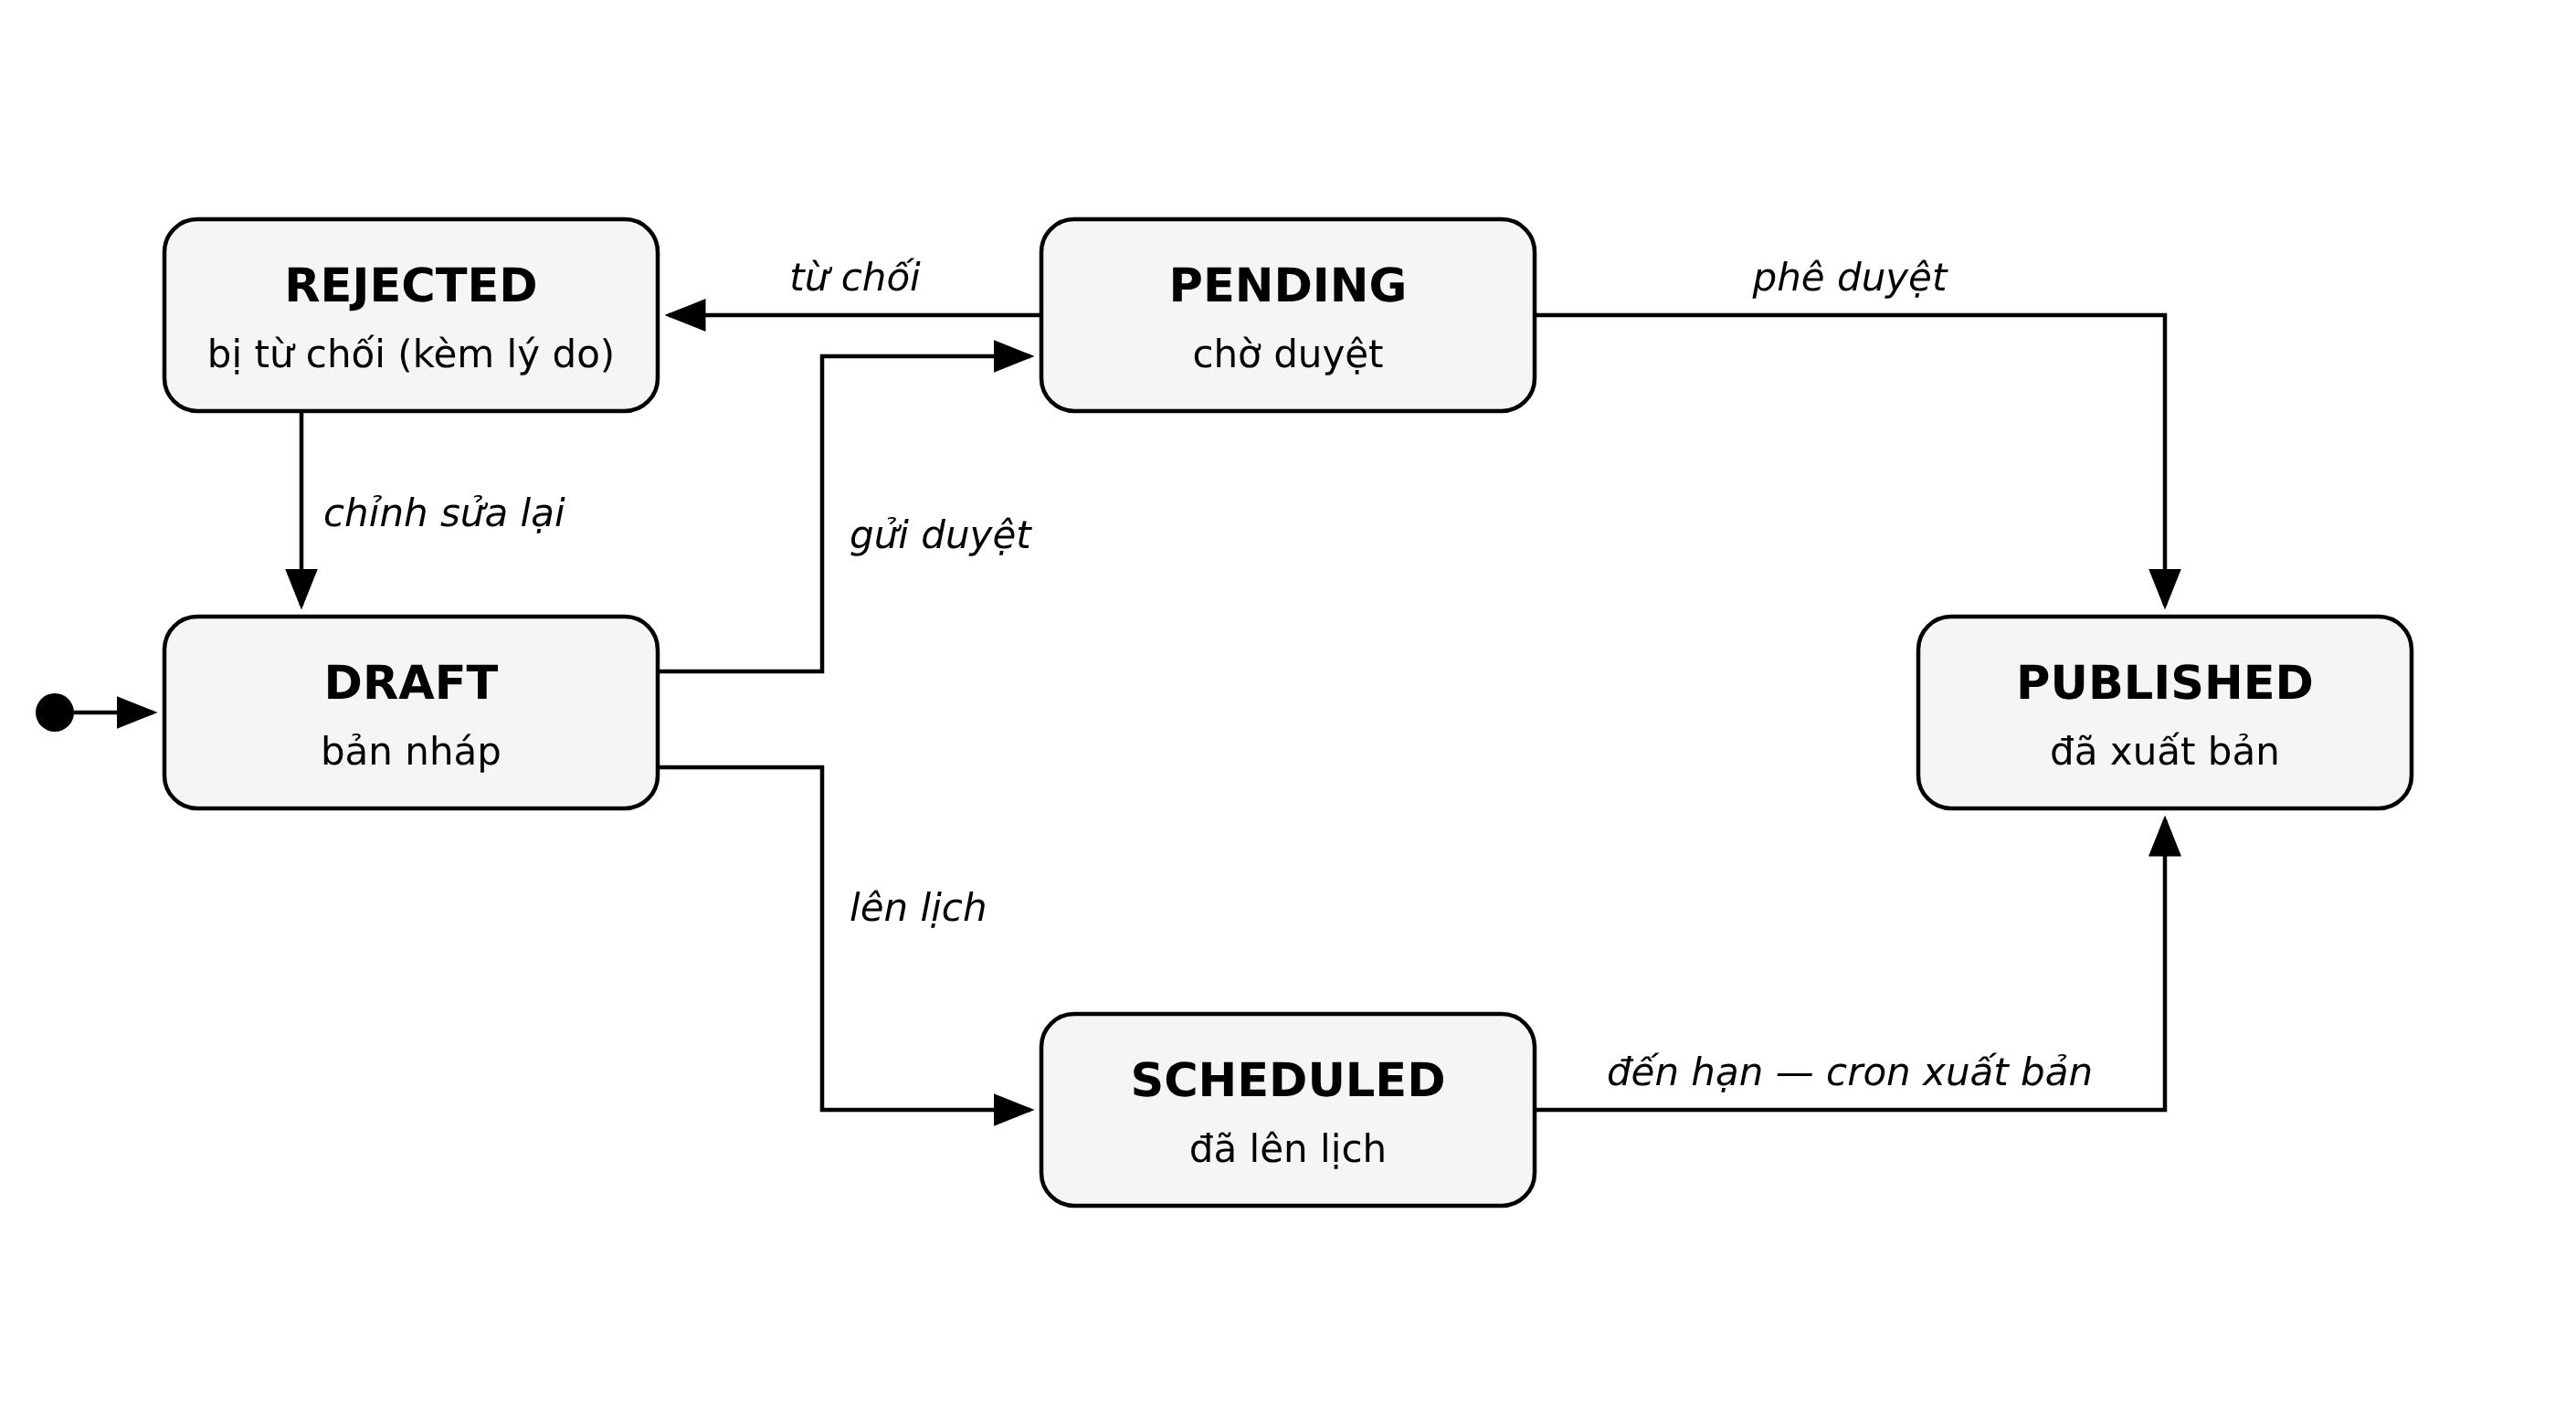 REJECTED
bị từ chối (kèm lý do)
từ chối
PENDING
chờ duyệt
phê duyệt
chỉnh sửa lại
gửi duyệt
DRAFT
bản nháp
PUBLISHED
đã xuất bản
lên lịch
SCHEDULED
đã lên lịch
đến hạn — cron xuất bản